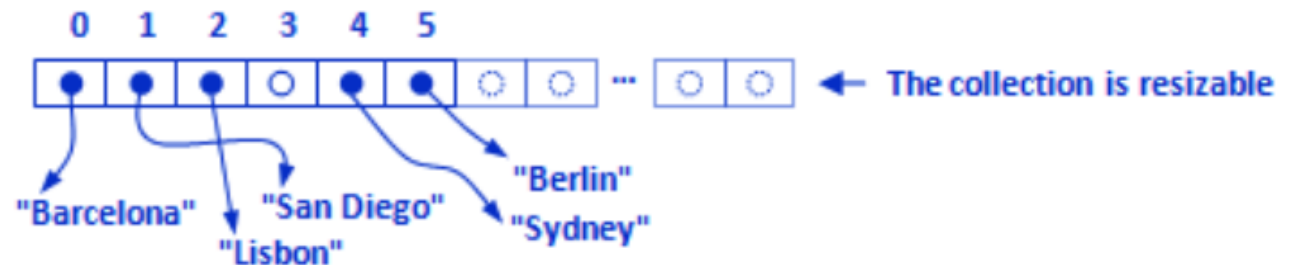 0 1 2 3 4 5
... The collection is resizable
"Berlin"
"Barcelona" "San Diego" "Sydney"
"Lisbon"